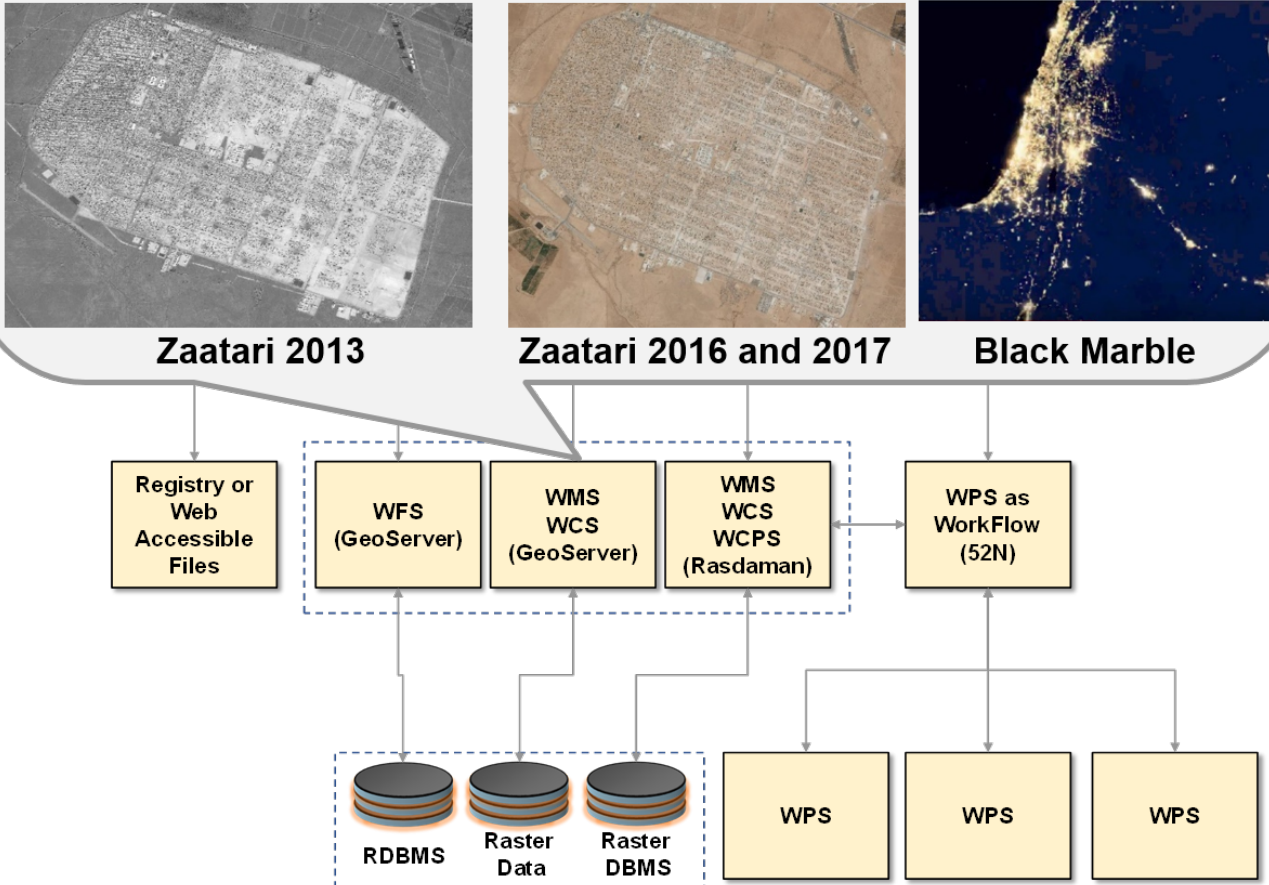 Zaatari 2013
Zaatari 2016 and 2017
Black Marble
Registry or
Web
Accessible
Files
WFS
(GeoServer)
WMS
WCS
(GeoServer)
WMS
WCS
WCPS
(Rasdaman)
WPS as
WorkFlow
(52N)
RDBMS
Raster
Data
Raster
DBMS
WPS
WPS
WPS